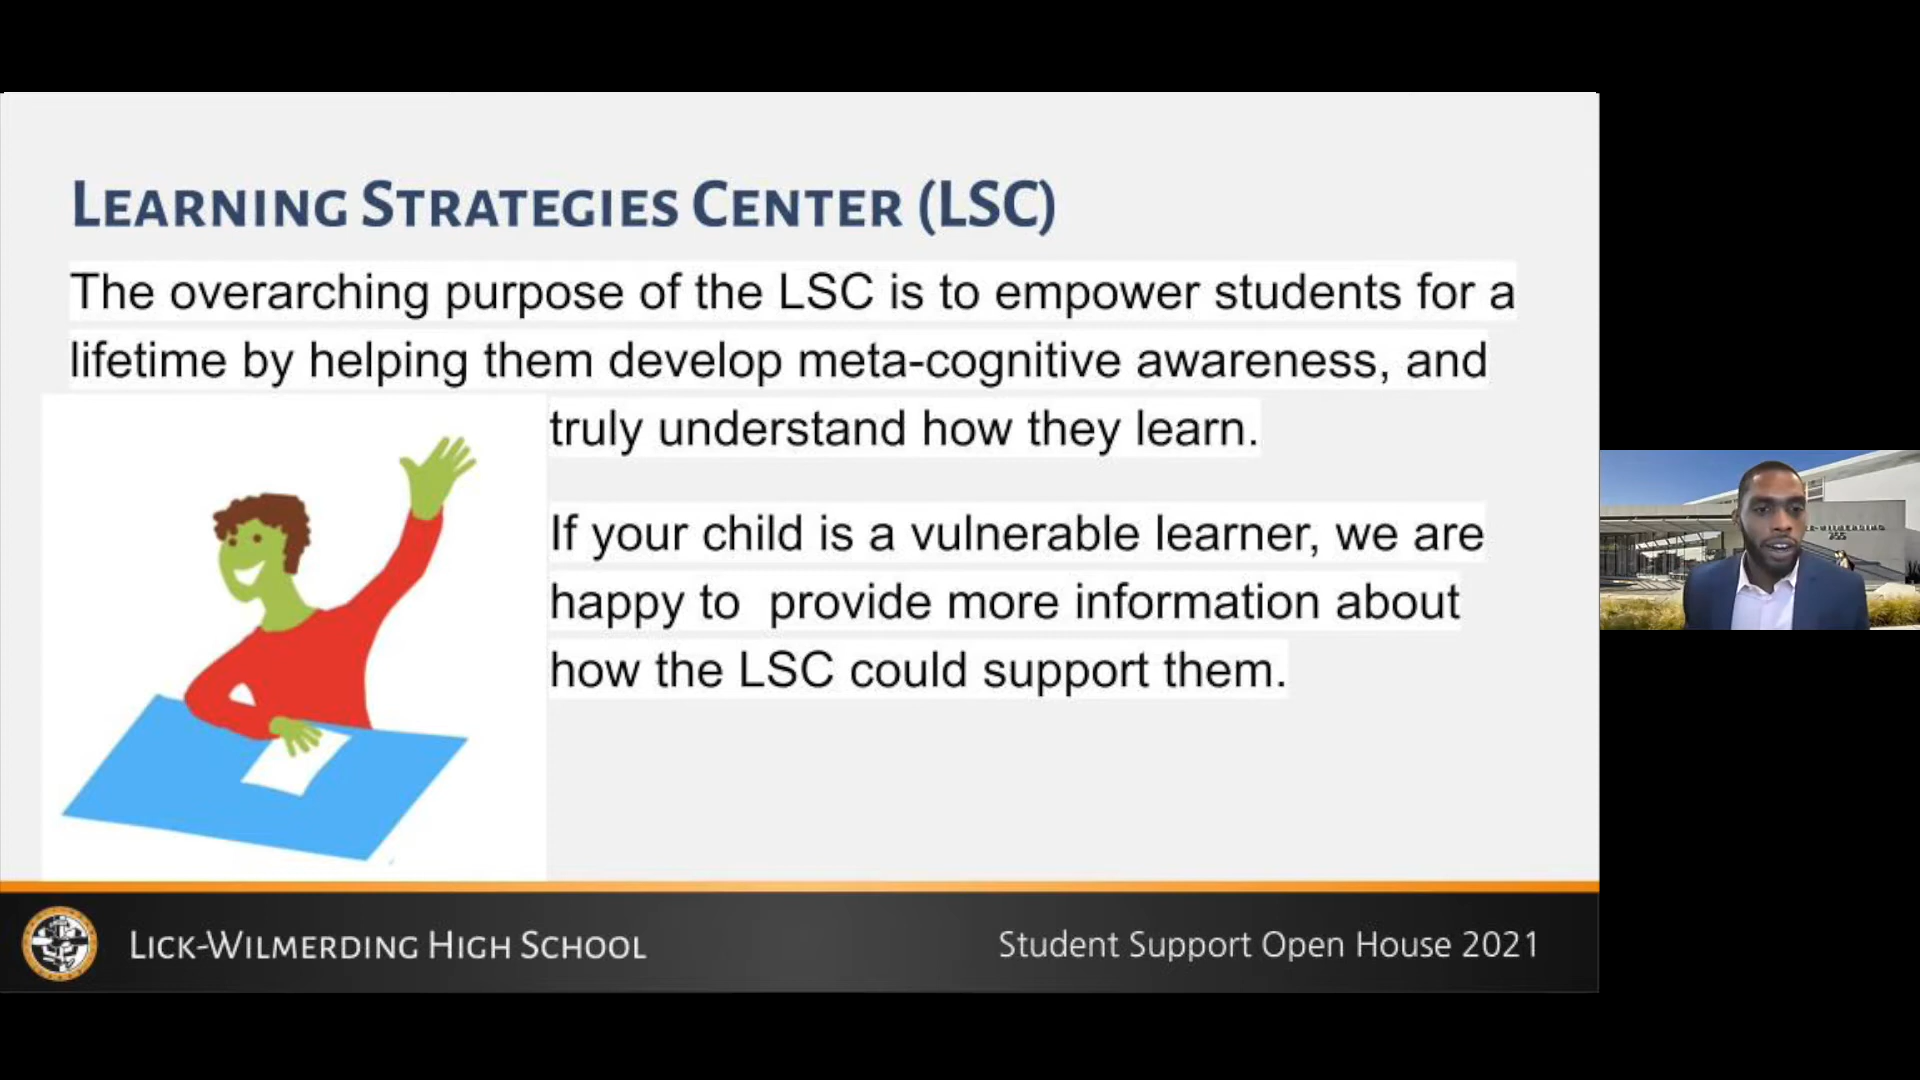 LEARNING STRATEGIES CENTER (LSC)
The overarching purpose of the LSC is to empower students for a
lifetime by helping them develop meta-cognitive awareness, and
truly understand how they learn.
If your child is a vulnerable learner, we are
happy to  provide more information about
how the LSC could support them.
755
LICK-WILMERDING HIGH SCHOOL
Student Support Open House 2021